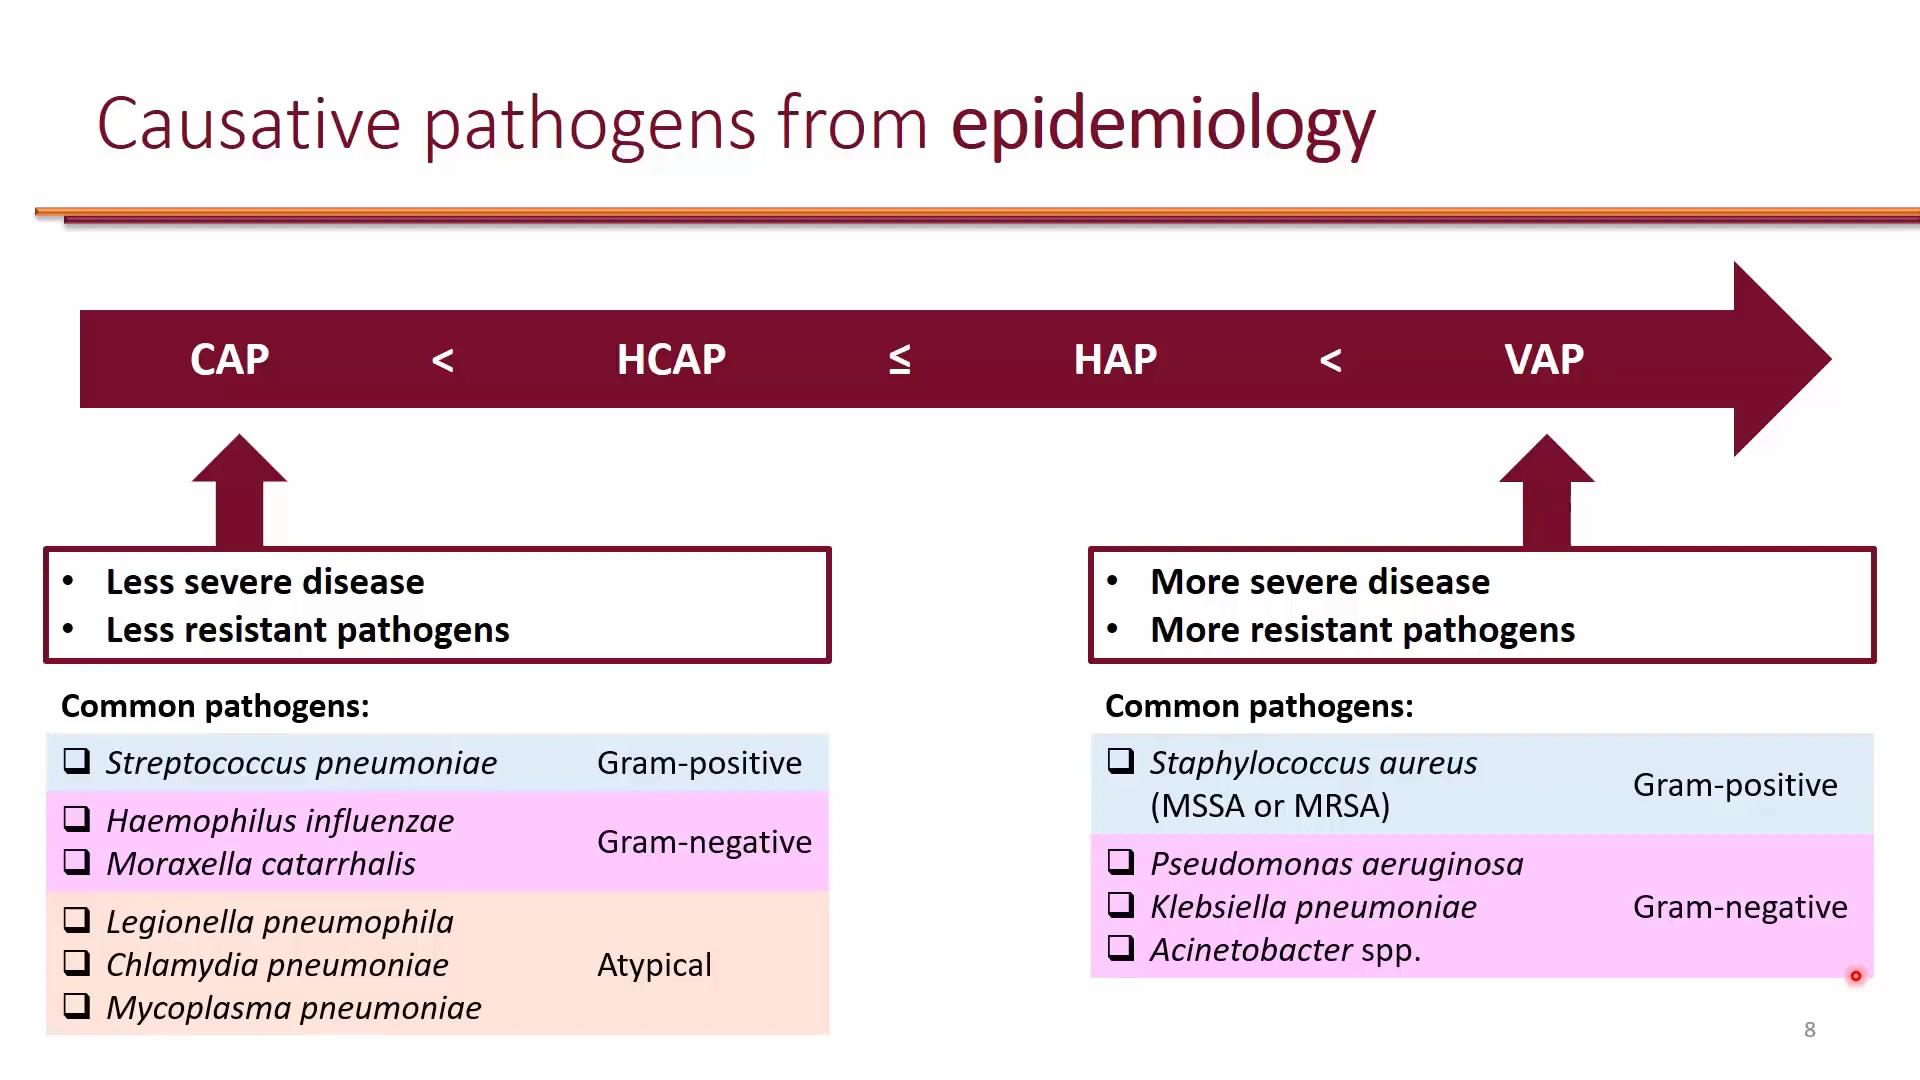 Causative pathogens from epidemiology
CAP < HCAP ≤ HAP < VAP
• Less severe disease
• Less resistant pathogens
Common pathogens:
❑ Streptococcus pneumoniae Gram-positive
❑ Haemophilus influenzae
❑ Moraxella catarrhalis
Gram-negative
❑ Legionella pneumophila
❑ Chlamydia pneumoniae Atypical
❑ Mycoplasma pneumoniae
• More severe disease
• More resistant pathogens
Common pathogens:
❑ Staphylococcus aureus
(MSSA or MRSA)
Gram-positive
❑ Pseudomonas aeruginosa
❑ Klebsiella pneumoniae Gram-negative
❑ Acinetobacter spp.
8